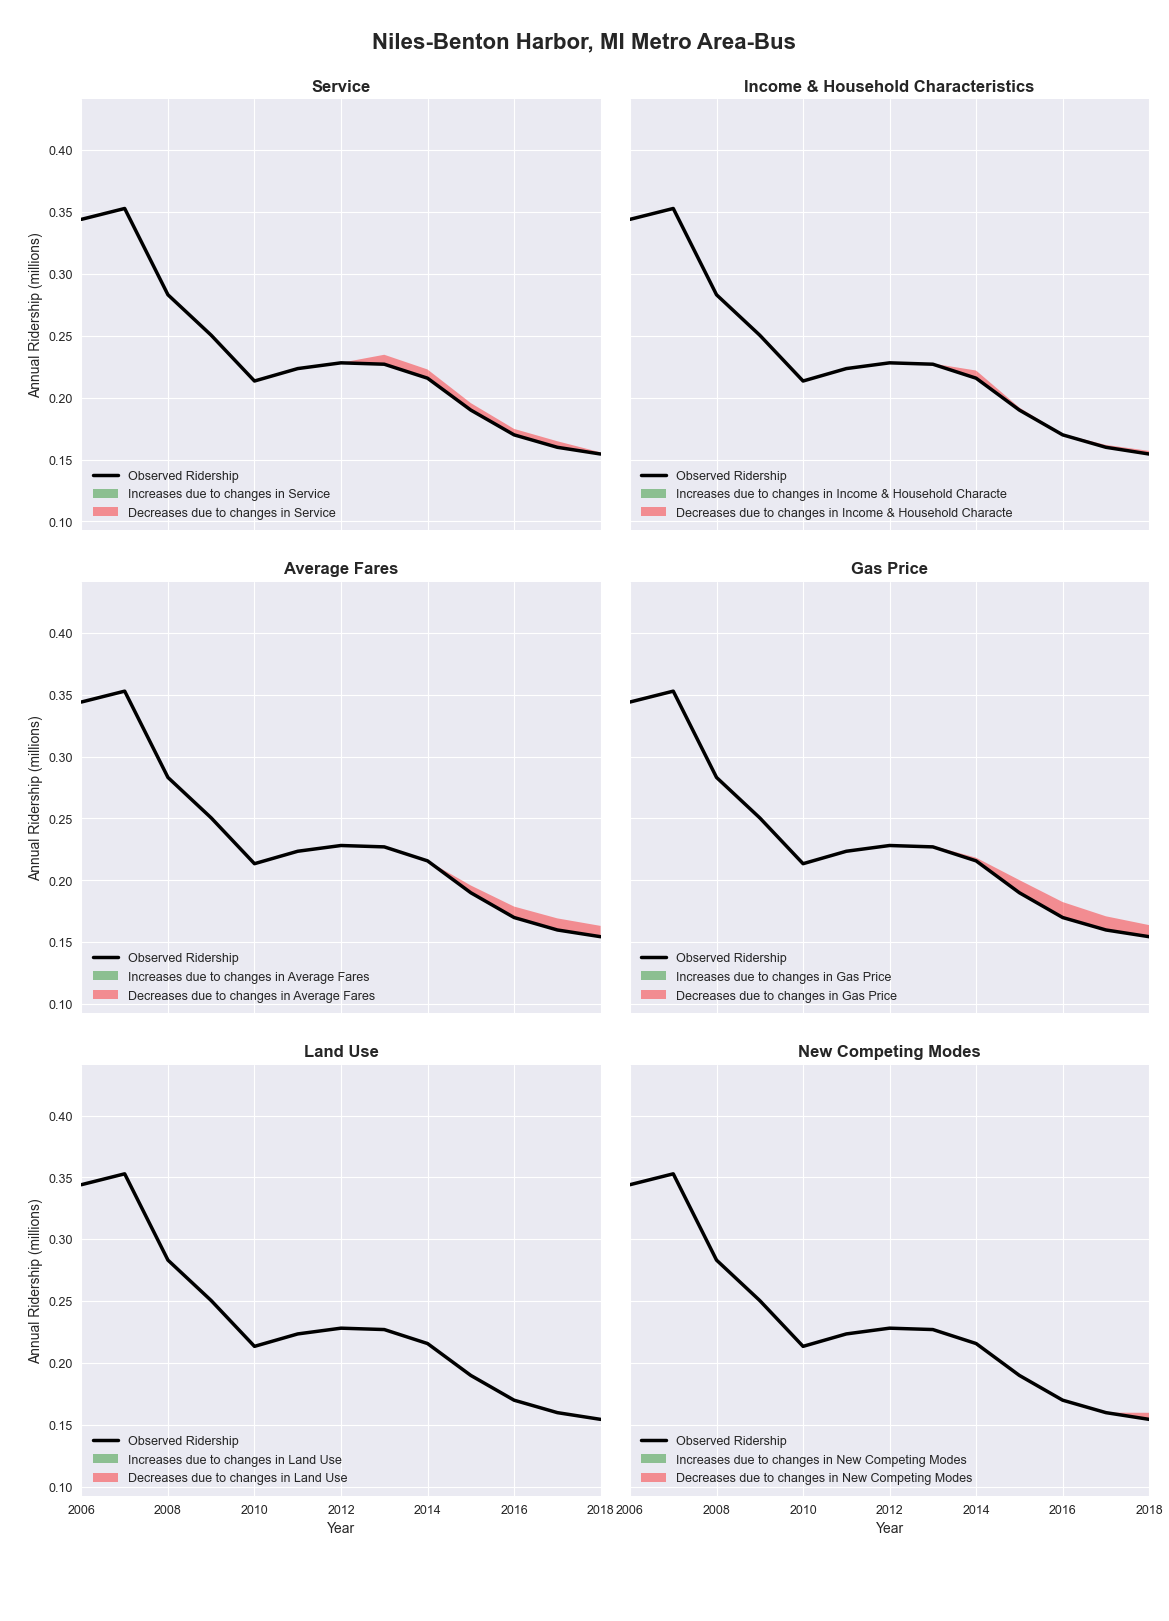 Niles-Benton Harbor, MI Metro Area-Bus
Service
Income & Household Characteristics
0.40
0.35
0.30
0.25
0.20
0.15
0.10
Annual Ridership (millions)
Observed Ridership
Increases due to changes in Service
Decreases due to changes in Service
Observed Ridership
Increases due to changes in Income & Household Characte
Decreases due to changes in Income & Household Characte
Average Fares
Gas Price
0.40
0.35
0.30
0.25
0.20
0.15
0.10
Annual Ridership (millions)
Observed Ridership
Increases due to changes in Average Fares
Decreases due to changes in Average Fares
Observed Ridership
Increases due to changes in Gas Price
Decreases due to changes in Gas Price
Land Use
New Competing Modes
0.40
0.35
0.30
0.25
0.20
0.15
0.10
Annual Ridership (millions)
Observed Ridership
Increases due to changes in Land Use
Decreases due to changes in Land Use
Observed Ridership
Increases due to changes in New Competing Modes
Decreases due to changes in New Competing Modes
2006 2008 2010 2012 2014 2016 2018
Year
2006 2008 2010 2012 2014 2016 2018
Year